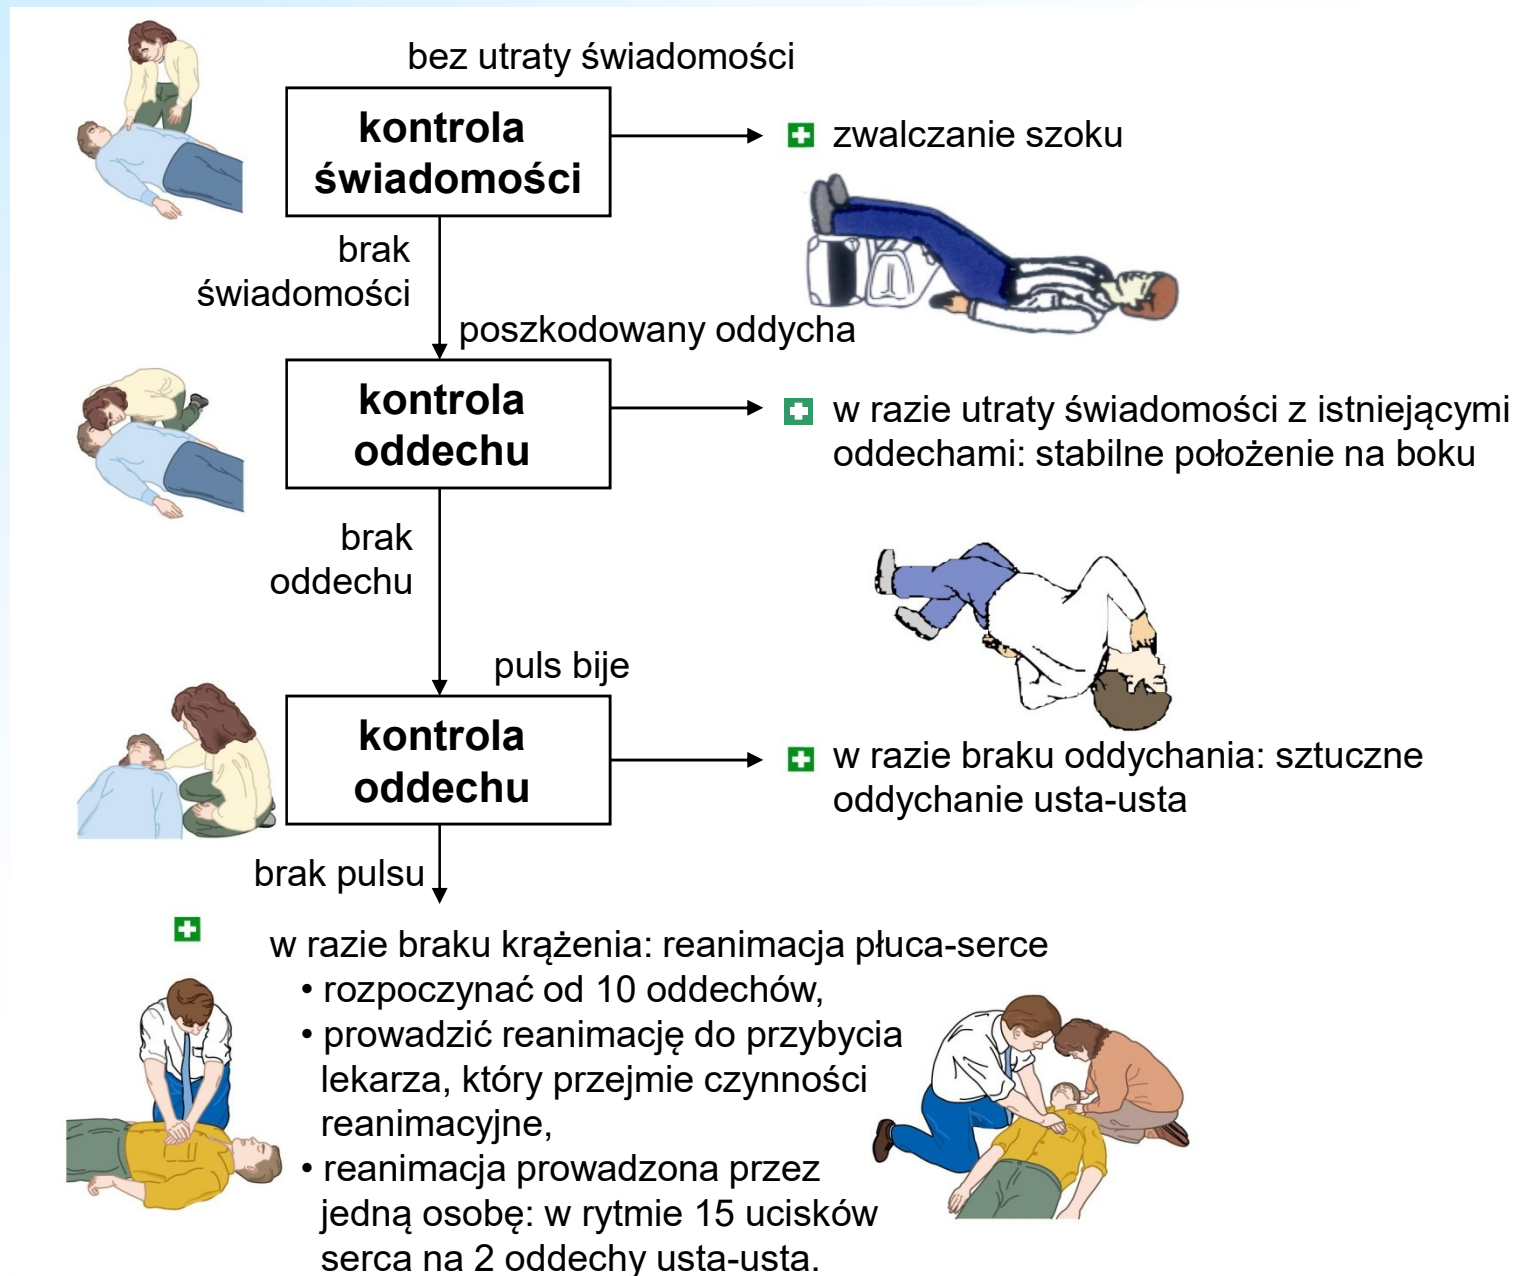 bez utraty świadomości
kontrola
świadomości
zwalczanie szoku
brak
świadomości
poszkodowany oddycha
kontrola
oddechu
w razie utraty świadomości z istniejącymi
oddechami: stabilne położenie na boku
brak
oddechu
puls bije
kontrola
oddechu
w razie braku oddychania: sztuczne
oddychanie usta-usta
brak pulsu
w razie braku krążenia: reanimacja płuca-serce
• rozpoczynać od 10 oddechów,
• prowadzić reanimację do przybycia
lekarza, który przejmie czynności
reanimacyjne,
• reanimacja prowadzona przez
jedną osobę: w rytmie 15 ucisków
serca na 2 oddechy usta-usta.